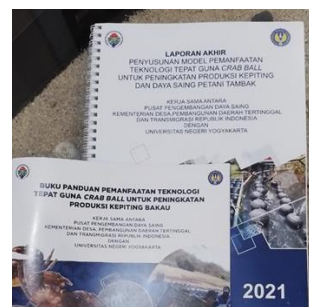 LAPORAN AKHIR
PENYUSUNAN MODEL PEMANFAATAN
TEKNOLOGI TEPAT GUNA CRAB BALL
UNTUK PENINGKATAN PRODUKSI KEPITING
DAN DAYA SAING PETANI TAMBAK
KERJA SAMA ANTARA
PUSAT PENGEMBANGAN DAYA SAING
KEMENTERIAN DESA, PEMBANGUNAN DAERAH TERTINGGAL
DAN TRANSMIGRASI REPUBLIK INDONESIA
DENGAN
UNIVERSITAS NEGERI YOGYAKARTA
BUKU PANDUAN PEMANFAATAN TEKNOLOGI
TEPAT GUNA CRAB BALL UNTUK PENINGKATAN
PRODUKSI KEPITING BAKAU
KERJA SAMA ANTARA
PUSAT PENGEMBANGAN DAYA SAING
KEMENTERIAN DESA, PEMBANGUNAN DAERAH TERTINGGAL
DAN TRANSMIGRASI REPUBLIK INDONESIA
DENGAN
UNIVERSITAS NEGERI YOGYAKARTA
2021